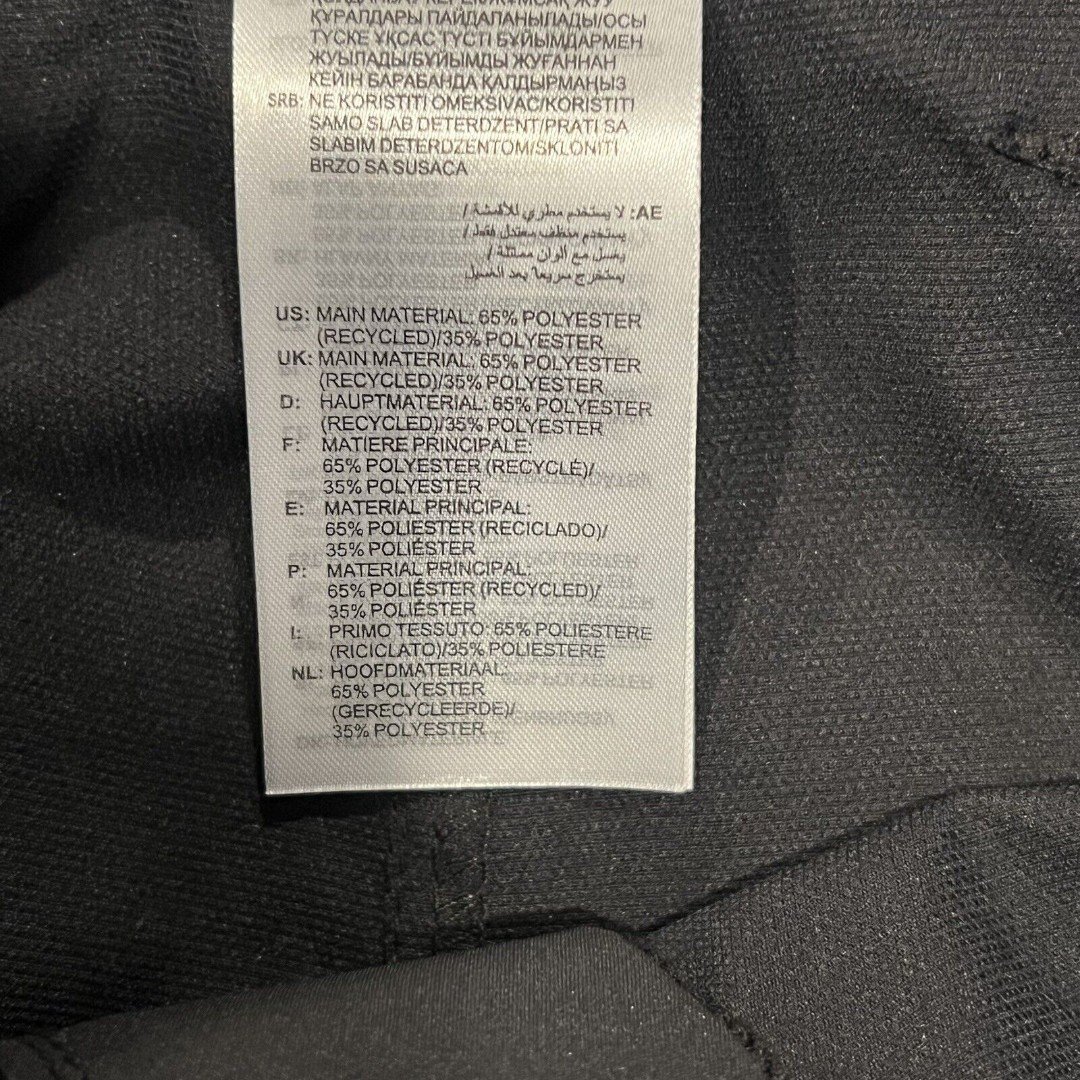 ҚҰРАЛДАРЫ ПАЙДАПАНЫЛАДЫ/ОСЫ
ТҮСКЕ ҰҚСАС ТҮСТІ БҰЙЫМДАРМЕН
ЖУЫЛАДЫ/БҰЙЫМДЫ ЖУҒАННАН
КЕЙІН БАРАБАНДА ҚАЛДЫРМАҢЫЗ
SRB: NE KORISTITI OMEKSIVAC/KORISTITI
SAMO SLAB DETERDZENT/PRATI SA
SLABIM DETERDZENTOM/SKLONITI
BRZO SA SUSACA
AE: لا يستخدم مطري للأقمشة/
يستخدم منظف معتدل فقط/
يغسل مع ألوان مماثلة/
يستخرج سريعا بعد الغسيل
US: MAIN MATERIAL: 65% POLYESTER
(RECYCLED)/35% POLYESTER
UK: MAIN MATERIAL: 65% POLYESTER
(RECYCLED)/35% POLYESTER
D: HAUPTMATERIAL: 65% POLYESTER
(RECYCLED)/35% POLYESTER
F: MATIERE PRINCIPALE:
65% POLYESTER (RECYCLÉ)/
35% POLYESTER
E: MATERIAL PRINCIPAL:
65% POLIESTER (RECICLADO)/
35% POLIÉSTER
P: MATERIAL PRINCIPAL:
65% POLIÉSTER (RECYCLED)/
35% POLIÉSTER
I: PRIMO TESSUTO: 65% POLIESTERE
(RICICLATO)/35% POLIESTERE
NL: HOOFDMATERIAAL:
65% POLYESTER
(GERECYCLEERDE)/
35% POLYESTER